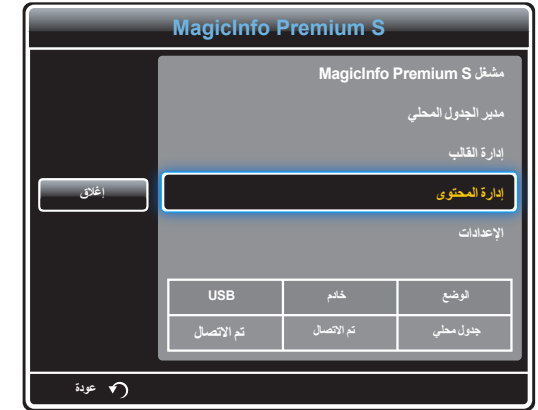 MagicInfo Premium S
مشغل MagicInfo Premium S
مدير الجدول المحلي
إدارة القالب
إدارة المحتوى
إغلاق
الإعدادات
الوضع خادم USB
جدول محلي تم الاتصال تم الاتصال
عودة